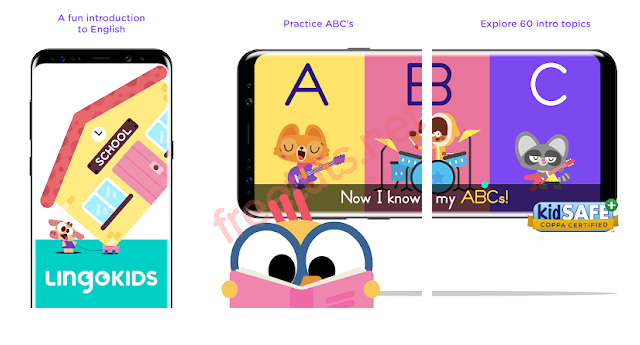 A fun introduction
to English
Practice ABC's
Explore 60 intro topics
SCHOOL
LINGOKIDS
A
B
C
Now I know my ABCs!
kidSAFE
COPPA CERTIFIED